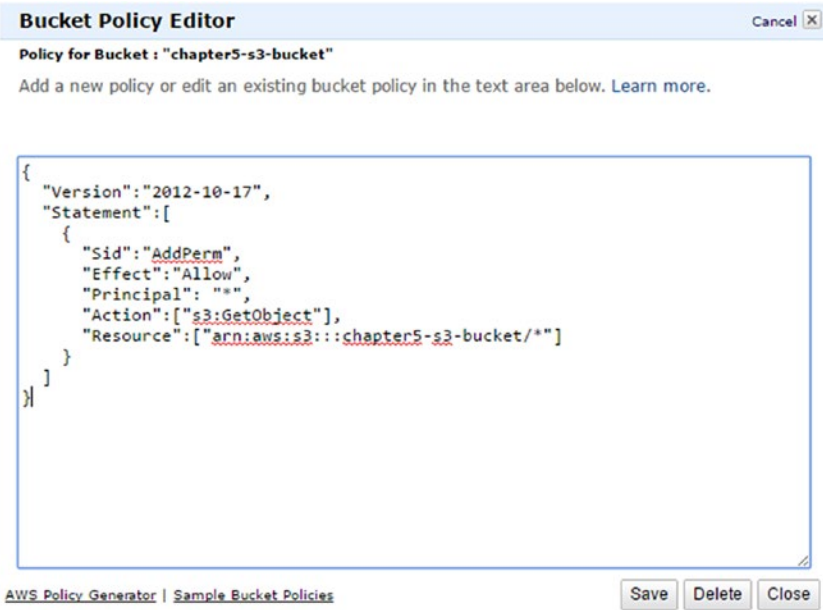 Bucket Policy Editor
Cancel X
Policy for Bucket : "chapter5-s3-bucket"
Add a new policy or edit an existing bucket policy in the text area below. Learn more.
{
  "Version":"2012-10-17",
  "Statement":[
    {
      "Sid":"AddPerm",
      "Effect":"Allow",
      "Principal": "*",
      "Action":["s3:GetObject"],
      "Resource":["arn:aws:s3:::chapter5-s3-bucket/*"]
    }
  ]
}
AWS Policy Generator | Sample Bucket Policies
Save Delete Close